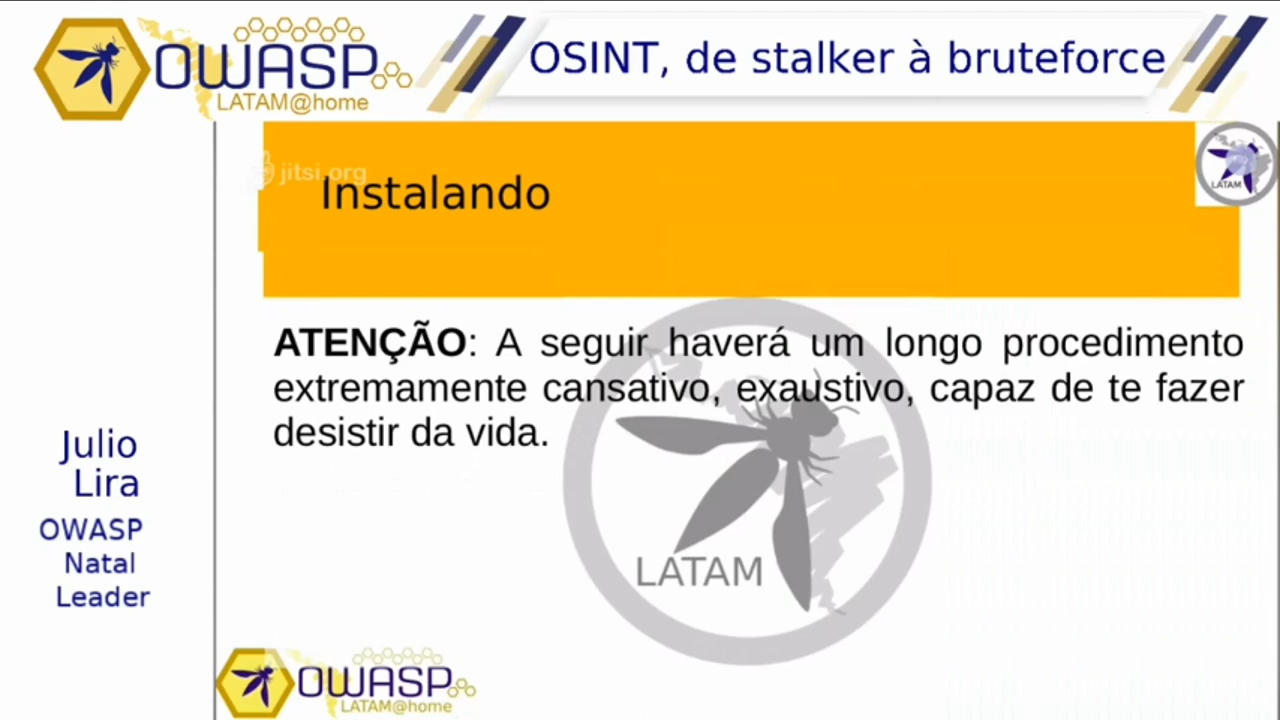 OWASP
LATAM@home
OSINT, de stalker à bruteforce
jitsi.org
LATAM
Instalando
ATENÇÃO: A seguir haverá um longo procedimento
extremamente cansativo, exaustivo, capaz de te fazer
desistir da vida.
LATAM
Julio
Lira
OWASP
Natal
Leader
OWASP
LATAM@home